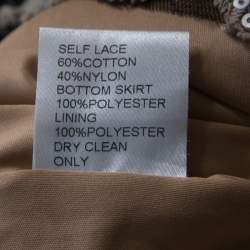 SELF LACE
60%COTTON
40%NYLON
BOTTOM SKIRT
100%POLYESTER
LINING
100%POLYESTER
DRY CLEAN
ONLY